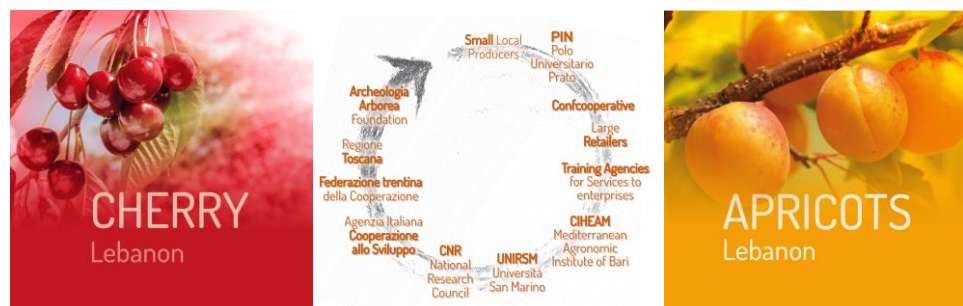 CHERRY
Lebanon
Small Local
Producers
PIN
Polo
Universitario
Prato
Confcooperative
Large
Retailers
Training Agencies
for Services to
enterprises
CIHEAM
Mediterranean
Agronomic
Institute of Bari
UNIRSM
Università
San Marino
CNR
National
Research
Council
Agenzia Italiana
Cooperazione
allo Sviluppo
Federazione trentina
della Cooperazione
Regione
Toscana
Archeologia
Arborea
Foundation
APRICOTS
Lebanon